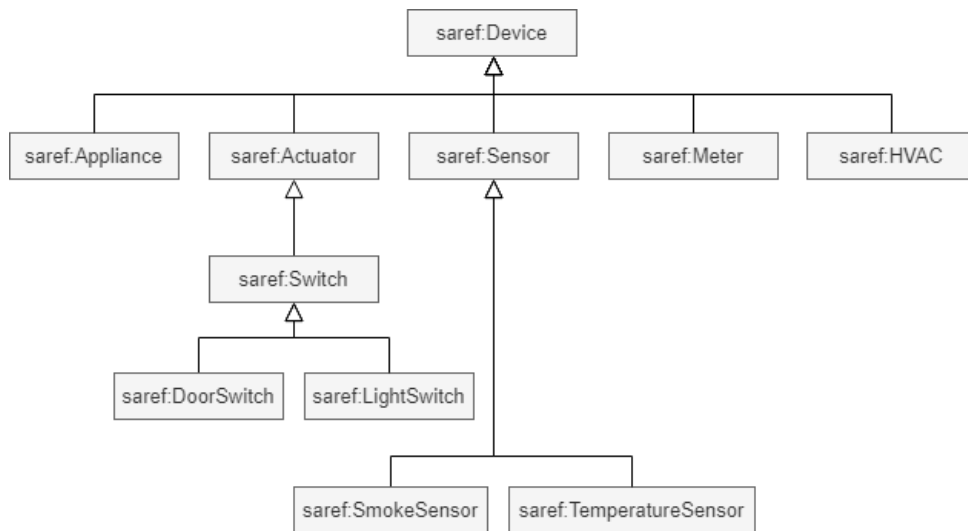 saref:Device
saref:Appliance
saref:Actuator
saref:Sensor
saref:Meter
saref:HVAC
saref:Switch
saref:DoorSwitch
saref:LightSwitch
saref:SmokeSensor
saref:TemperatureSensor